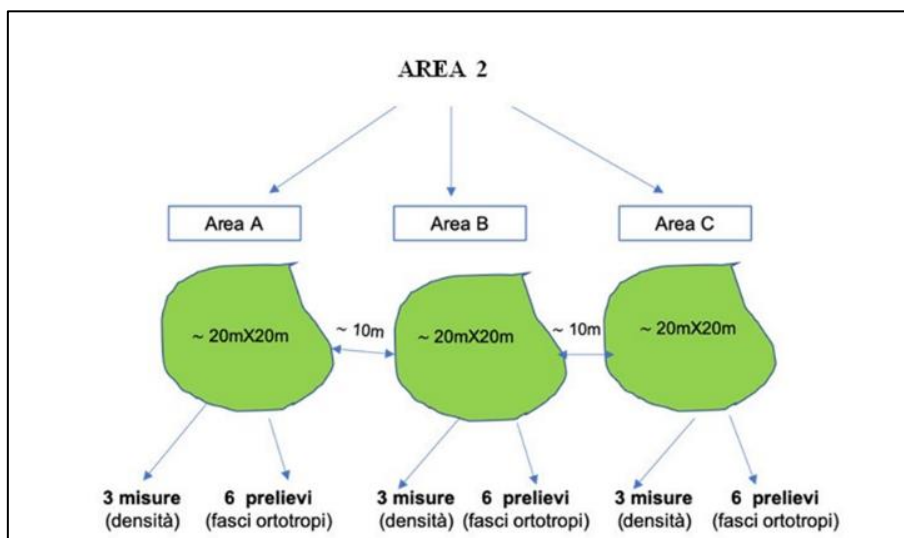 AREA 2
Area A
Area B
Area C
~ 20mX20m
~ 10m
~ 20mX20m
~ 10m
~ 20mX20m
3 misure
(densità)
6 prelievi
(fasci ortotropi)
3 misure
(densità)
6 prelievi
(fasci ortotropi)
3 misure
(densità)
6 prelievi
(fasci ortotropi)